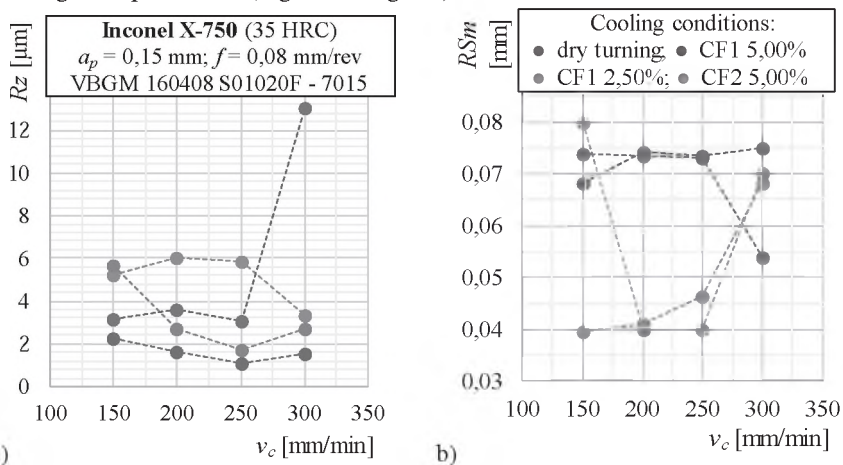 Inconel X-750 (35 HRC)
a_p = 0,15 mm; f = 0,08 mm/rev
VBGM 160408 S01020F - 7015
Rz [µm]
12
10
8
6
4
2
0
100 150 200 250 300 350
v_c [mm/min]
)
Cooling conditions:
dry turning; CF1 5,00%
CF1 2,50%; CF2 5,00%
RSm [mm]
0,08
0,07
0,06
0,05
0,04
0,03
100 150 200 250 300 350
v_c [mm/min]
b)